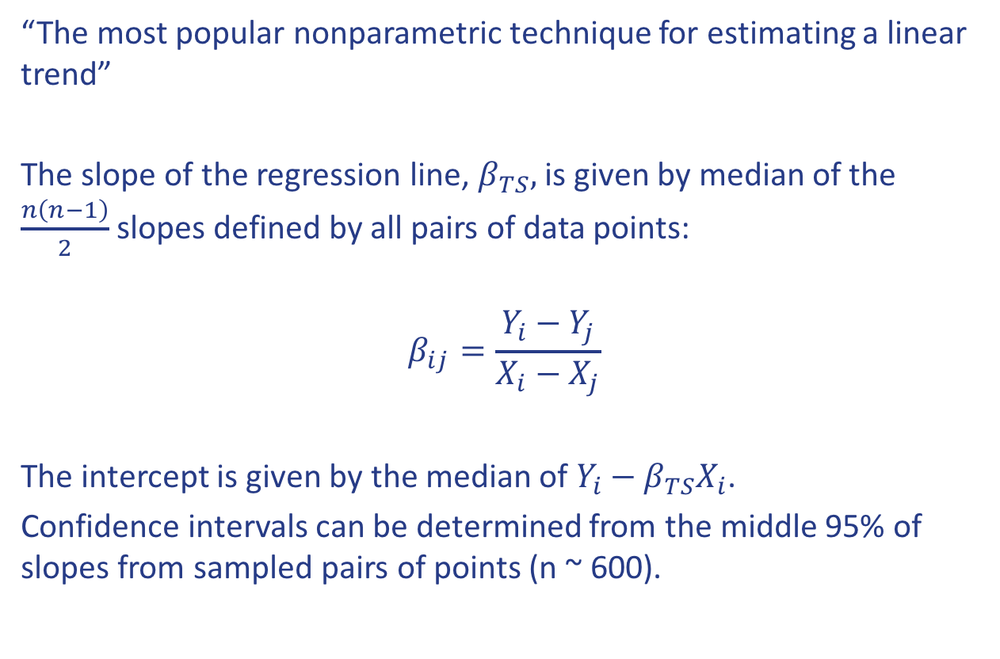 “The most popular nonparametric technique for estimating a linear
trend”
The slope of the regression line, $\beta_{TS}$, is given by median of the
$\frac{n(n-1)}{2}$ slopes defined by all pairs of data points:
$\beta_{ij} = \frac{Y_i - Y_j}{X_i - X_j}$
The intercept is given by the median of $Y_i - \beta_{TS}X_i$.
Confidence intervals can be determined from the middle 95% of
slopes from sampled pairs of points (n ~ 600).